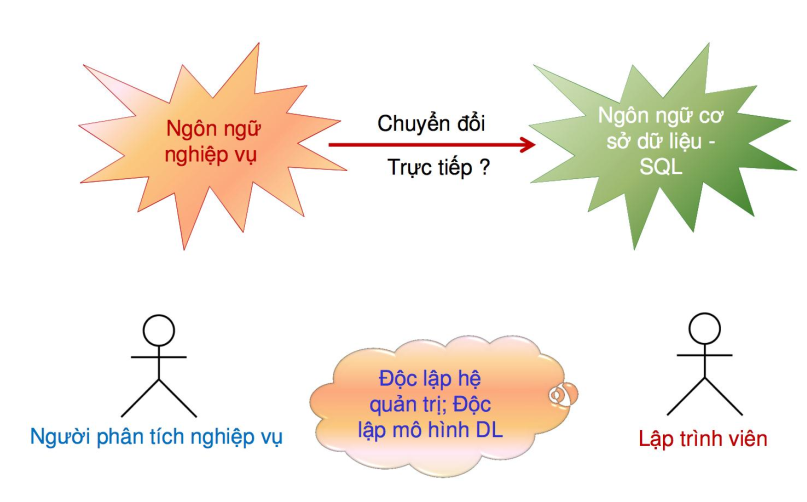 Ngôn ngữ
nghiệp vụ
Chuyển đổi
Trực tiếp ?
Ngôn ngữ cơ
sở dữ liệu -
SQL
Người phân tích nghiệp vụ
Độc lập hệ
quản trị; Độc
lập mô hình DL
Lập trình viên